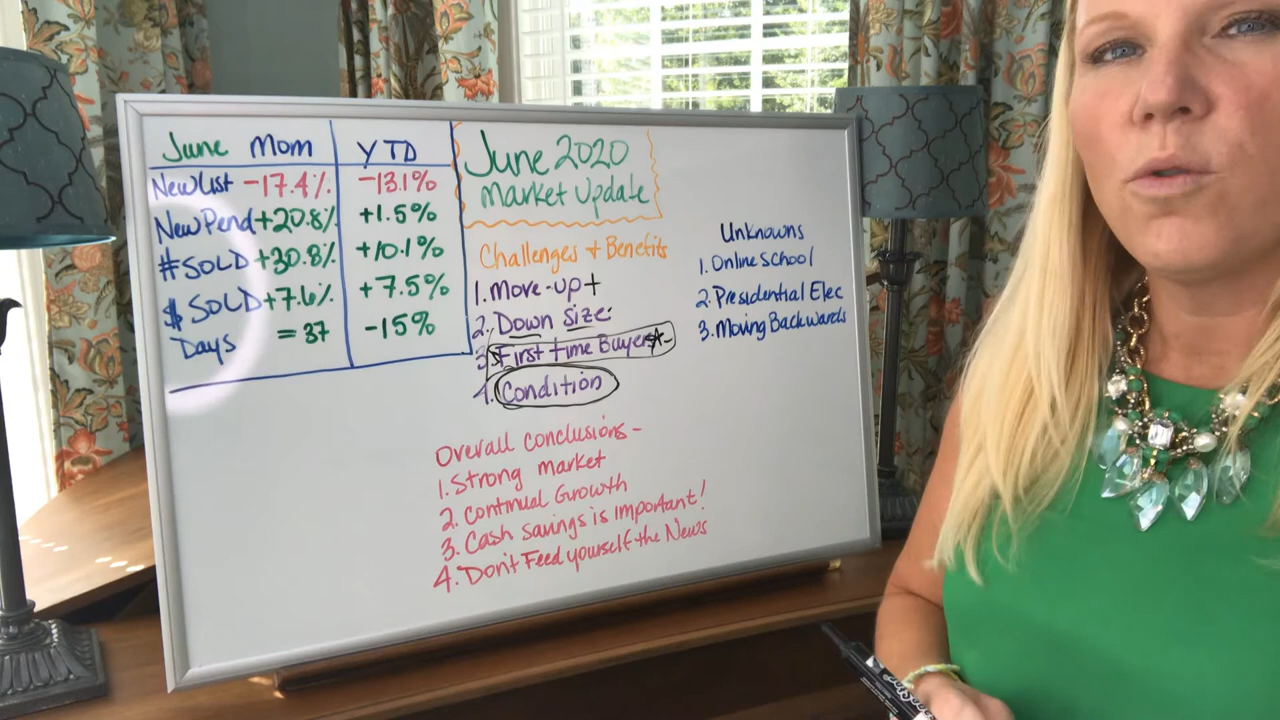 June MoM YTD
New List -17.4% -13.1%
New Pend +20.8% +1.5%
# SOLD +30.8% +10.1%
$ SOLD +7.6% +7.5%
Days = 37 -15%
June 2020
Market Update
Challenges + Benefits
1. Move-up +
2. Down Size
3. First time Buyers
4. Condition
Unknowns
1. Online School
2. Presidential Elec
3. Moving Backwards
Overall conclusions -
1. Strong market
2. Continual Growth
3. Cash savings is important!
4. Don't Feed yourself the News